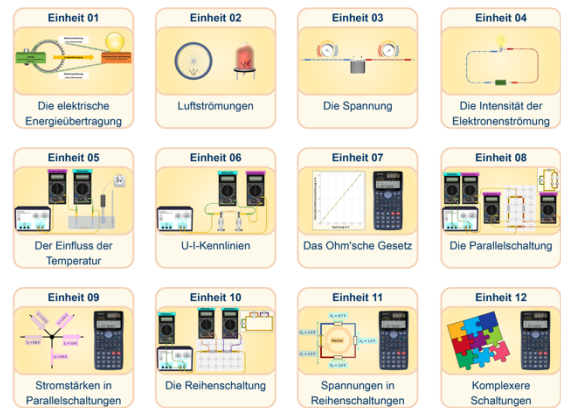 Einheit 01
Einheit 02
Einheit 03
Einheit 04
Die elektrische
Energieübertragung
Luftströmungen
Die Spannung
Die Intensität der
Elektronenströmung
Einheit 05
Einheit 06
Einheit 07
Einheit 08
Der Einfluss der
Temperatur
U-I-Kennlinien
Das Ohm'sche Gesetz
Die Parallelschaltung
Einheit 09
Einheit 10
Einheit 11
Einheit 12
Stromstärken in
Parallelschaltungen
Die Reihenschaltung
Spannungen in
Reihenschaltungen
Komplexere
Schaltungen